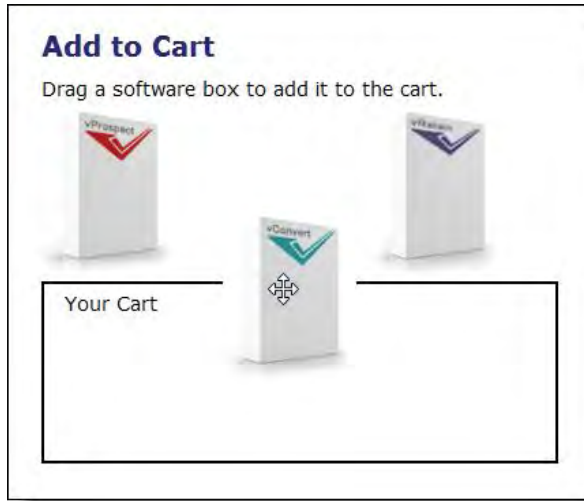 Add to Cart
Drag a software box to add it to the cart.
vProspect
vRetain
vConvert
Your Cart